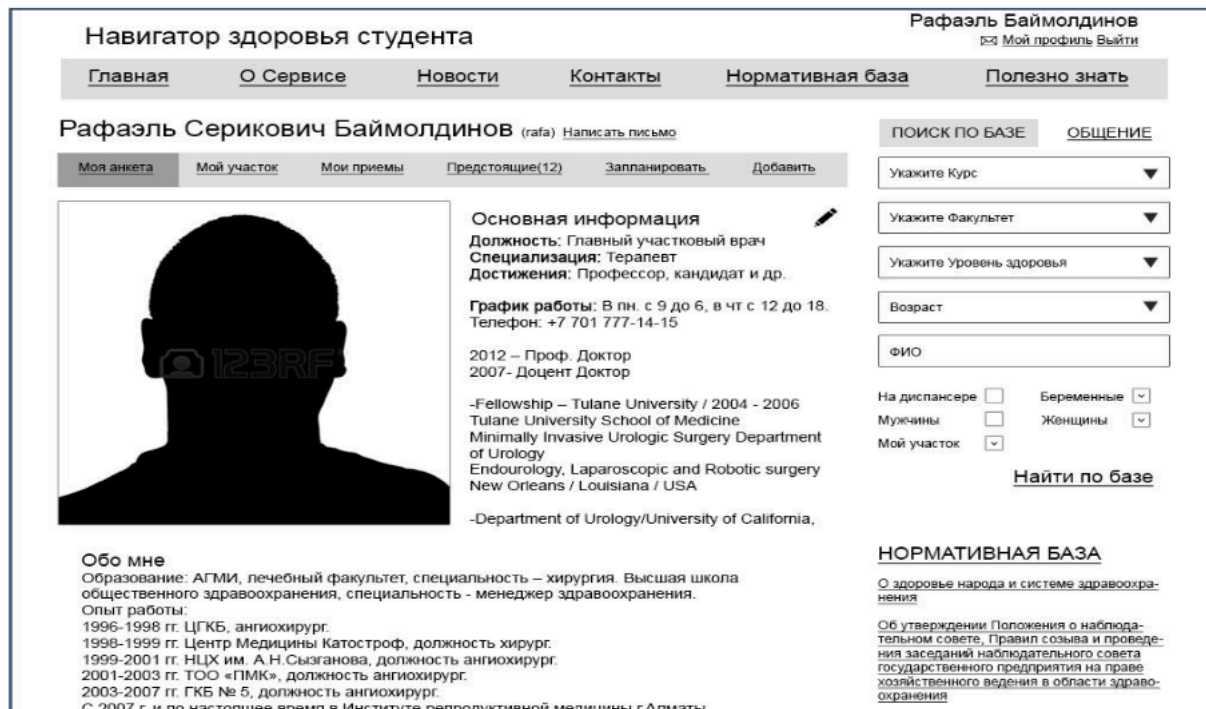 Навигатор здоровья студента
Рафаэль Баймолдинов
Мой профиль Выйти
Главная О Сервисе Новости Контакты Нормативная база Полезно знать
Рафаэль Серикович Баймолдинов (rafa) Написать письмо
Моя анкета Мой участок Мои приемы Предстоящие(12) Запланировать Добавить
123RF
Основная информация
Должность: Главный участковый врач
Специализация: Терапевт
Достижения: Профессор, кандидат и др.
График работы: В пн. с 9 до 6, в чт с 12 до 18.
Телефон: +7 701 777-14-15
2012 – Проф. Доктор
2007- Доцент Доктор
-Fellowship – Tulane University / 2004 - 2006
Tulane University School of Medicine
Minimally Invasive Urologic Surgery Department
of Urology
Endourology, Laparoscopic and Robotic surgery
New Orleans / Louisiana / USA
-Department of Urology/University of California,
Обо мне
Образование: АГМИ, лечебный факультет, специальность – хирургия. Высшая школа
общественного здравоохранения, специальность - менеджер здравоохранения.
Опыт работы:
1996-1998 гг. ЦГКБ, ангиохирург.
1998-1999 гг. Центр Медицины Катостроф, должность хирург.
1999-2001 гг. НЦХ им. А.Н.Сызганова, должность ангиохирург.
2001-2003 гг. ТОО «ПМК», должность ангиохирург.
2003-2007 гг. ГКБ № 5, должность ангиохирург.
С 2007 г. и по настоящее время в Институте репродуктивной медицины г.Алматы
ПОИСК ПО БАЗЕ ОБЩЕНИЕ
Укажите Курс
Укажите Факультет
Укажите Уровень здоровья
Возраст
ФИО
На диспансере Беременные
Мужчины Женщины
Мой участок
Найти по базе
НОРМАТИВНАЯ БАЗА
О здоровье народа и системе здравоохра-
нения
Об утверждении Положения о наблюда-
тельном совете, Правил созыва и проведе-
ния заседаний наблюдательного совета
государственного предприятия на праве
хозяйственного ведения в области здраво-
охранения